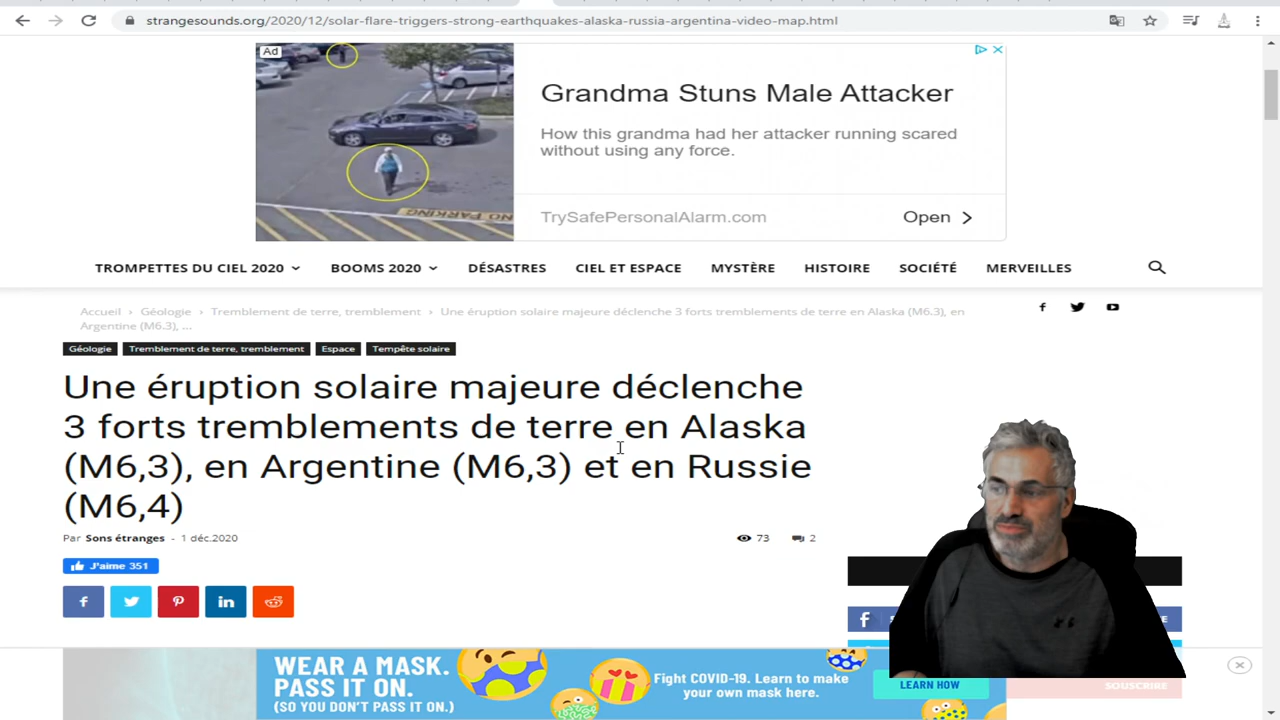 strangesounds.org/2020/12/solar-flare-triggers-strong-earthquakes-alaska-russia-argentina-video-map.html
Ad
Grandma Stuns Male Attacker
How this grandma had her attacker running scared
without using any force.
TrySafePersonalAlarm.com
Open
NO PARKING
TROMPETTES DU CIEL 2020
BOOMS 2020
DÉSASTRES
CIEL ET ESPACE
MYSTÈRE
HISTOIRE
SOCIÉTÉ
MERVEILLES
Accueil › Géologie › Tremblement de terre, tremblement › Une éruption solaire majeure déclenche 3 forts tremblements de terre en Alaska (M6.3), en
Argentine (M6.3), ...
Géologie
Tremblement de terre, tremblement
Espace
Tempête solaire
Une éruption solaire majeure déclenche
3 forts tremblements de terre en Alaska
(M6,3), en Argentine (M6,3) et en Russie
(M6,4)
Par Sons étranges - 1 déc.2020
73
2
J'aime 351
WEAR A MASK.
PASS IT ON.
(SO YOU DON'T PASS IT ON.)
Fight COVID-19. Learn to make
your own mask here.
LEARN HOW
SOUSCRIRE